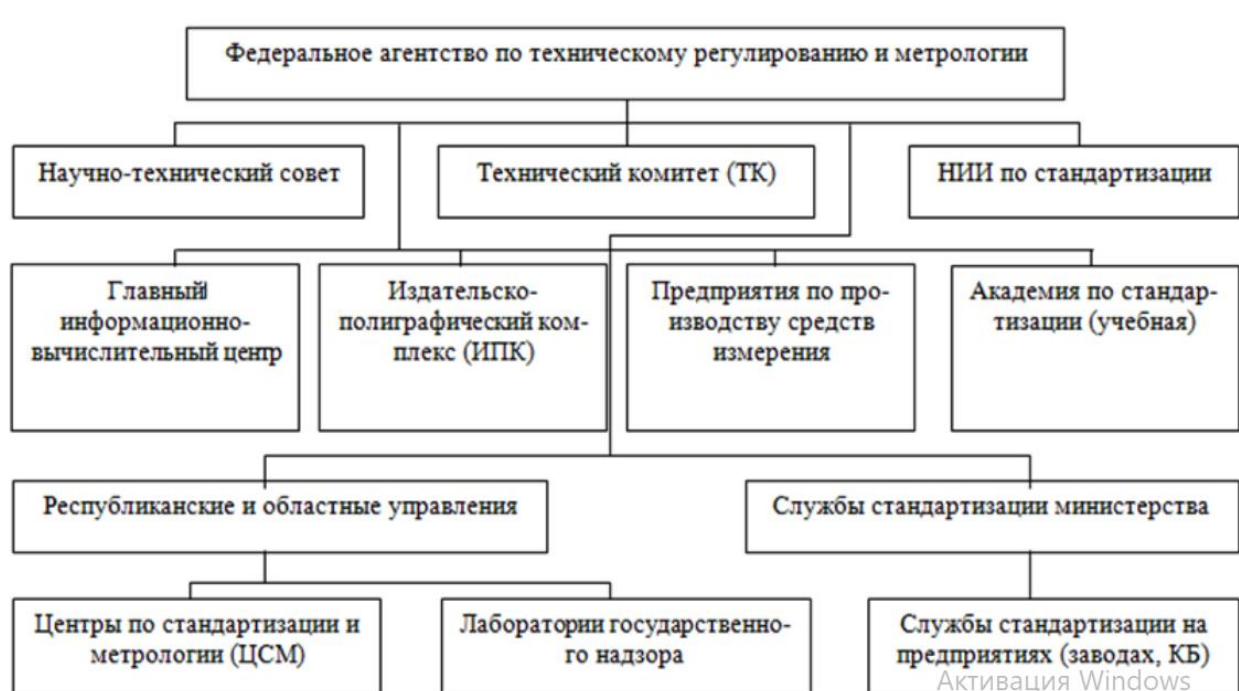 Федеральное агентство по техническому регулированию и метрологии
Научно-технический совет
Технический комитет (ТК)
НИИ по стандартизации
Главный
информационно-
вычислительный центр
Издательско-
полиграфический ком-
плекс (ИПК)
Предприятия по про-
изводству средств
измерения
Академия по стандар-
тизации (учебная)
Республиканские и областные управления
Службы стандартизации министерства
Центры по стандартизации и
метрологии (ЦСМ)
Лаборатории государственно-
го надзора
Службы стандартизации на
предприятиях (заводах, КБ)
Активация Windows